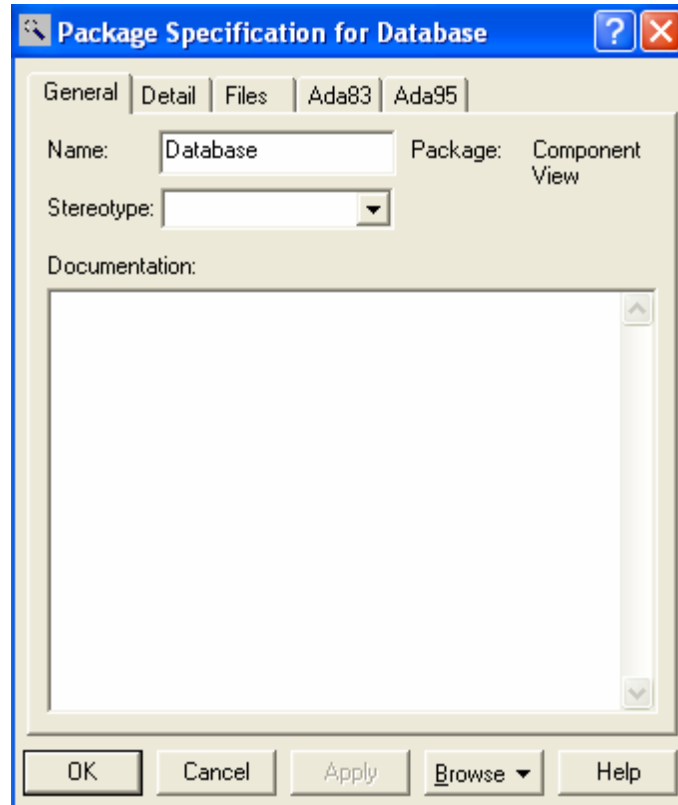 Package Specification for Database
General Detail Files Ada83 Ada95
Name: Database Package: Component
View
Stereotype:
Documentation:
OK Cancel Apply Browse Help